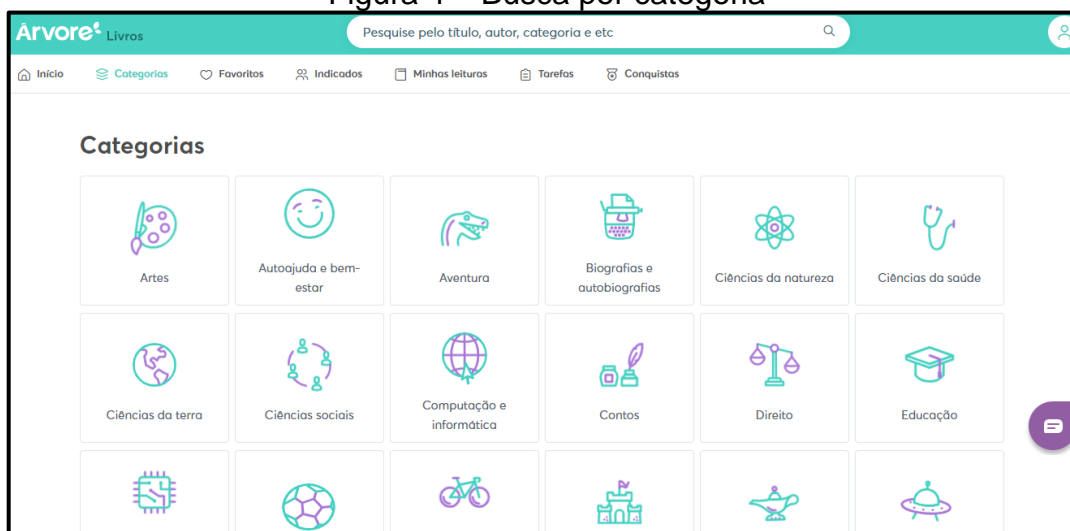 Figura 4 – Busca por categoria
Árvore Livros
Pesquise pelo título, autor, categoria e etc
Início Categorias Favoritos Indicados Minhas leituras Tarefas Conquistas
Categorias
Artes
Autoajuda e bem-
estar
Aventura
Biografias e
autobiografias
Ciências da natureza
Ciências da saúde
Ciências da terra
Ciências sociais
Computação e
informática
Contos
Direito
Educação